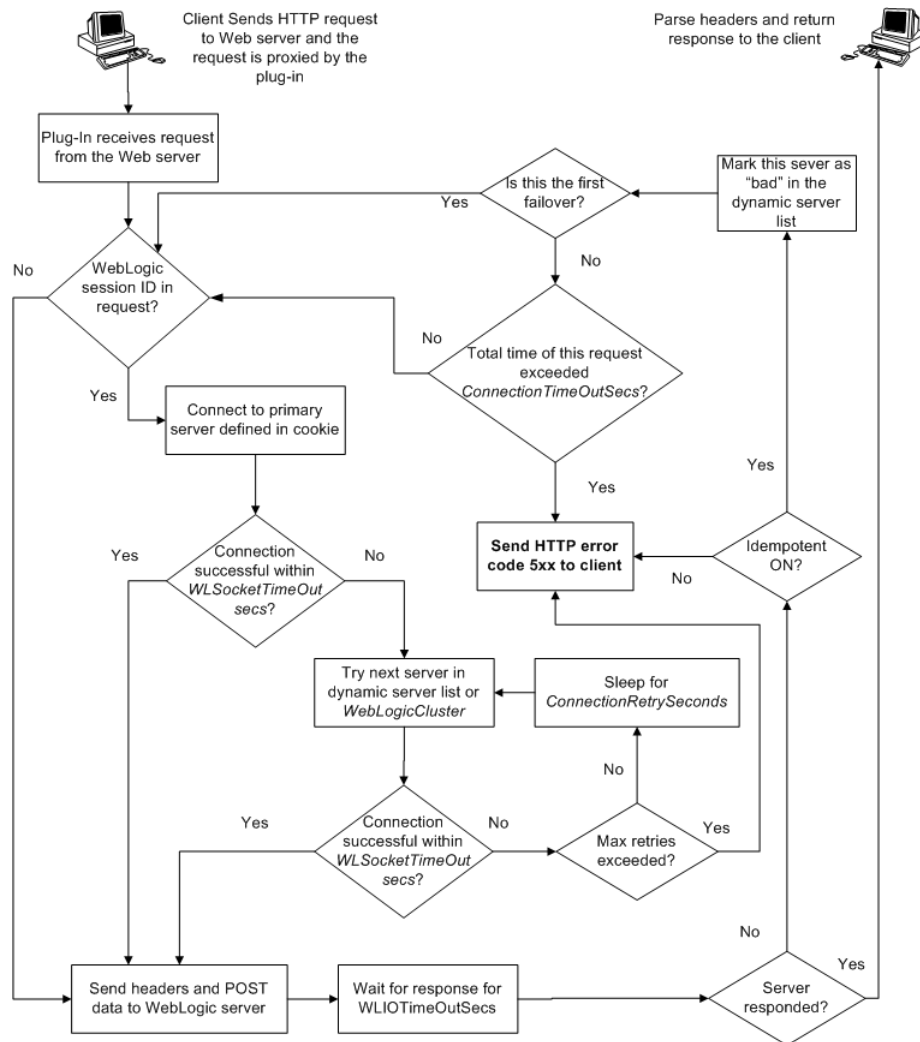 Client Sends HTTP request
to Web server and the
request is proxied by the
plug-in
Parse headers and return
response to the client
Plug-In receives request
from the Web server
Is this the first
failover?
Yes
No
Mark this sever as
“bad” in the
dynamic server
list
WebLogic
session ID in
request?
No
Yes
Total time of this request
exceeded
ConnectionTimeOutSecs?
No
Yes
Connect to primary
server defined in cookie
Connection
successful within
WLSocketTimeOut
secs?
Yes
No
Send HTTP error
code 5xx to client
Idempotent
ON?
Yes
No
Try next server in
dynamic server list or
WebLogicCluster
Sleep for
ConnectionRetrySeconds
Connection
successful within
WLSocketTimeOut
secs?
Yes
No
Max retries
exceeded?
No
Yes
Send headers and POST
data to WebLogic server
Wait for response for
WLIOTimeOutSecs
Server
responded?
No
Yes